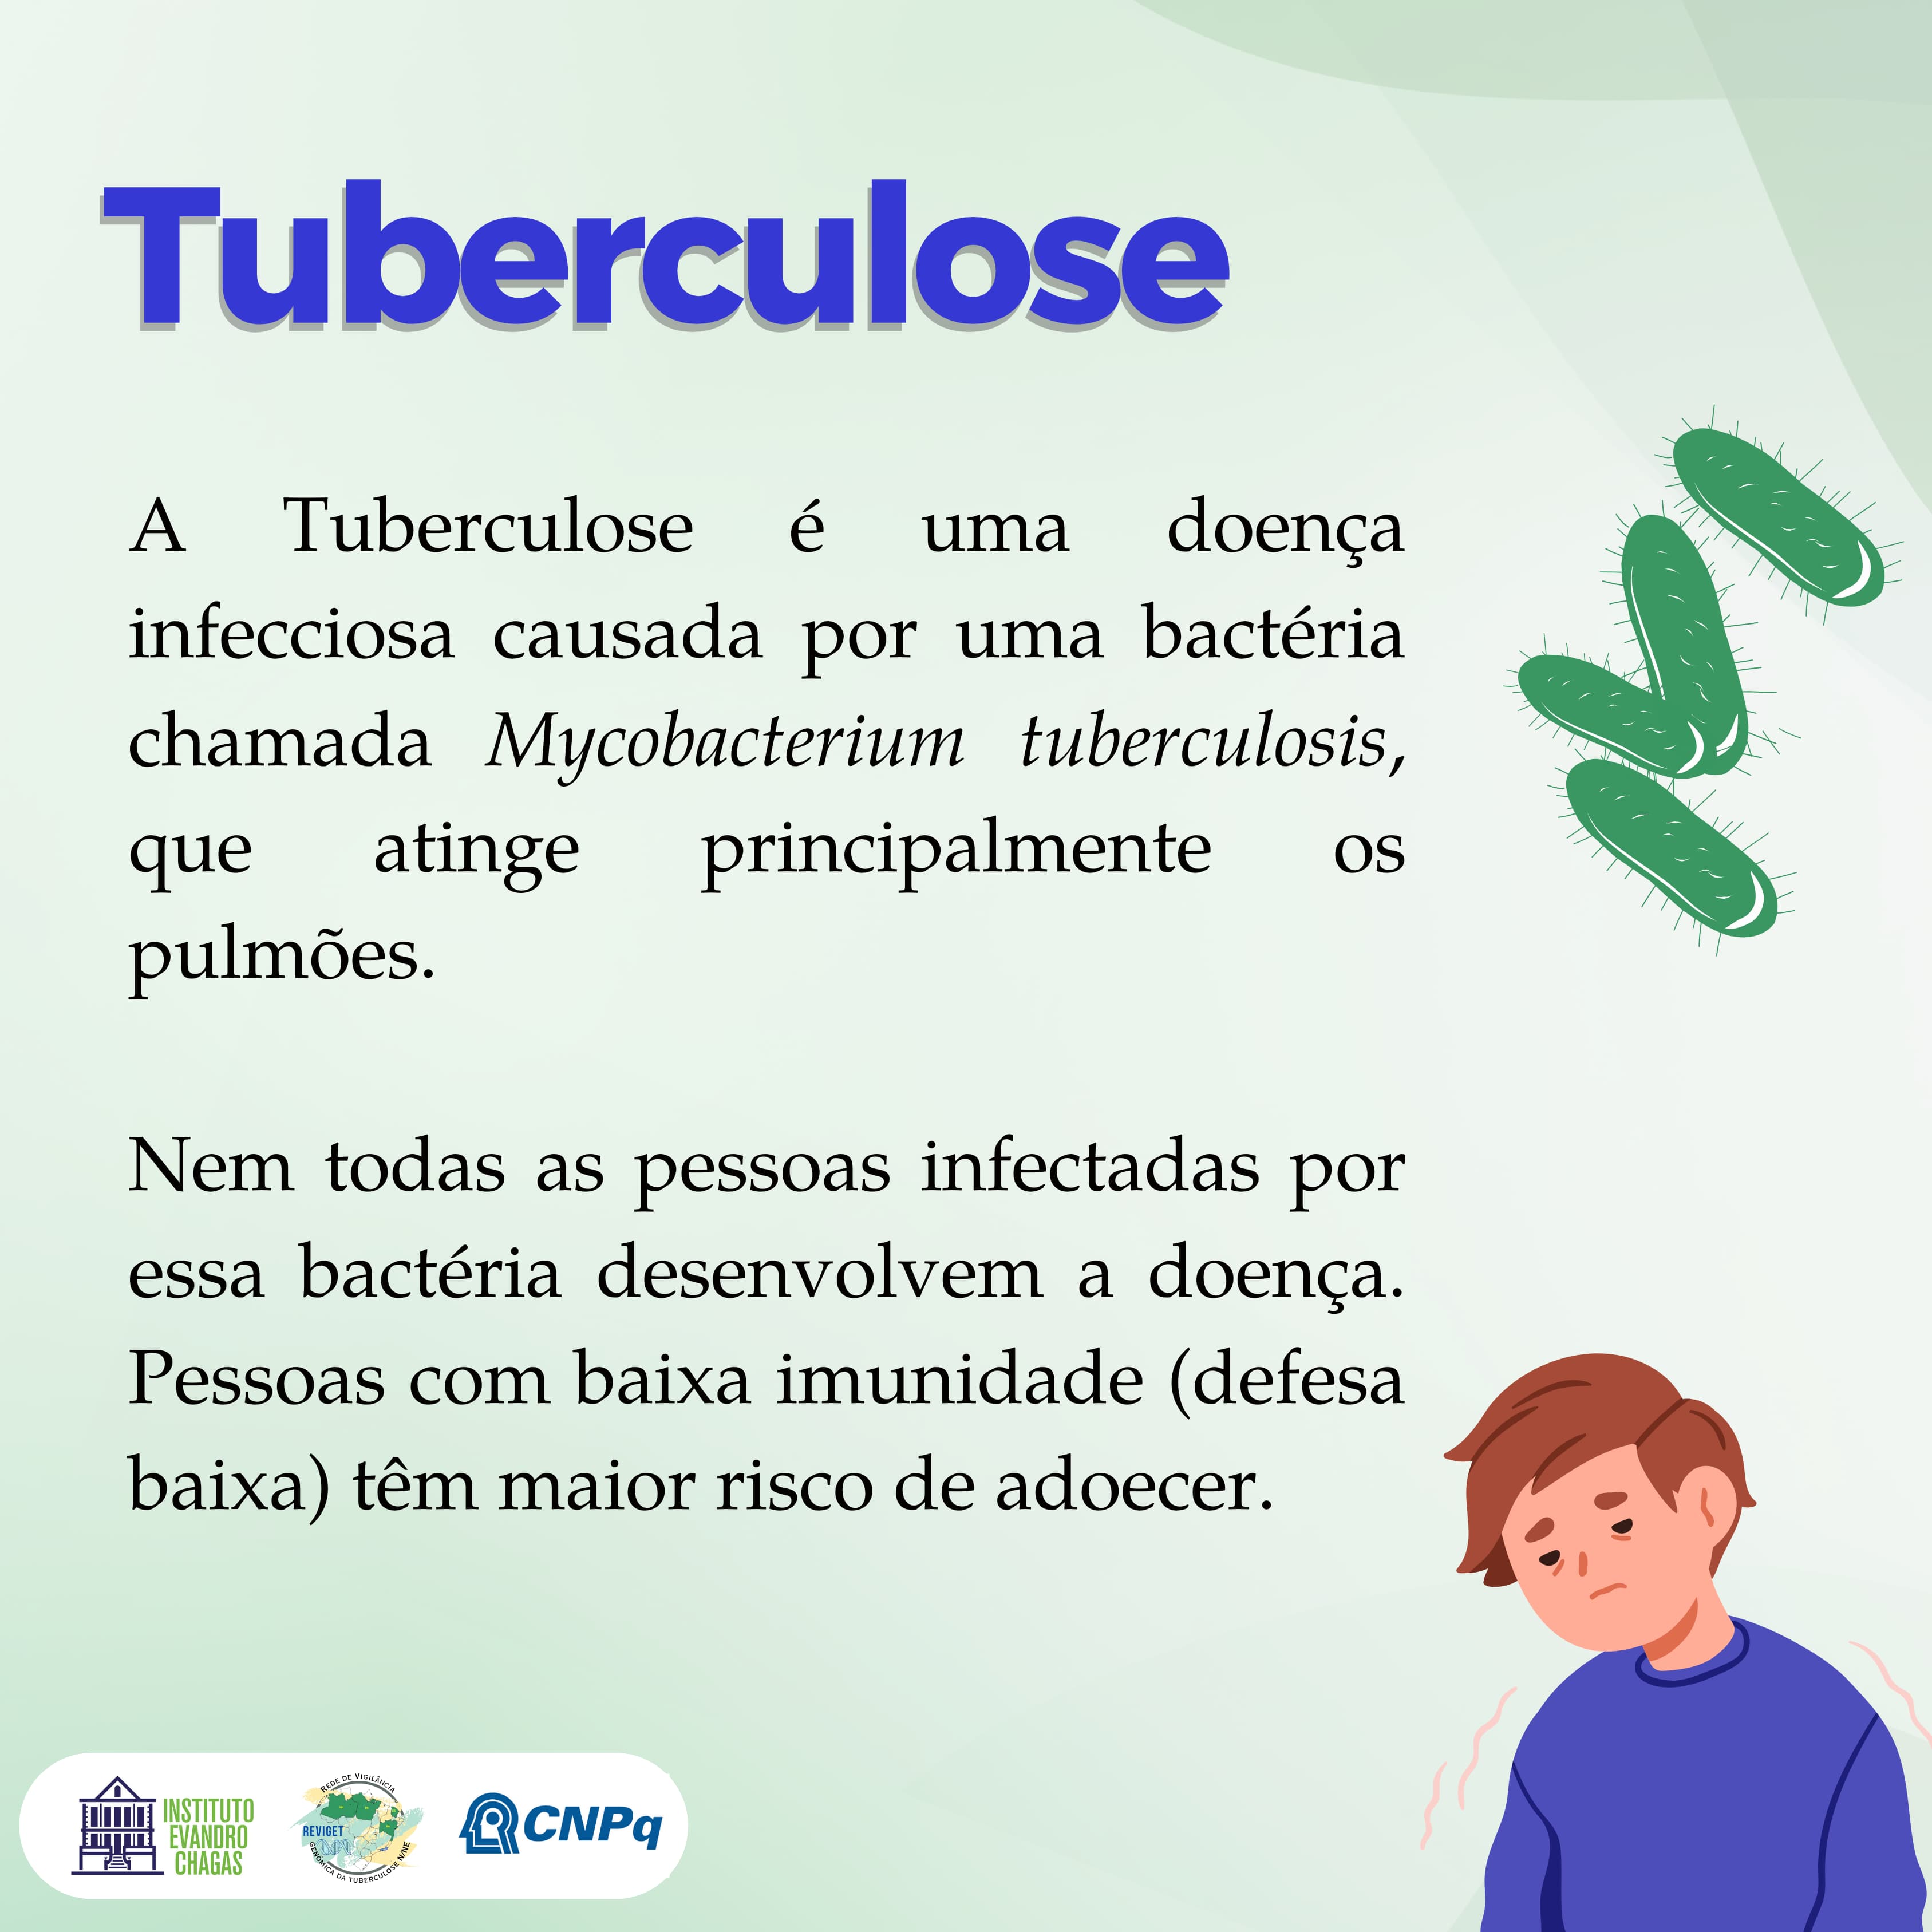 Tuberculose
A Tuberculose é uma doença
infecciosa causada por uma bactéria
chamada Mycobacterium tuberculosis,
que atinge principalmente os
pulmões.
Nem todas as pessoas infectadas por
essa bactéria desenvolvem a doença.
Pessoas com baixa imunidade (defesa
baixa) têm maior risco de adoecer.
INSTITUTO
EVANDRO
CHAGAS
REDE DE VIGILÂNCIA
REVIGET
GENÔMICA DA TUBERCULOSE N/NE
CNPq